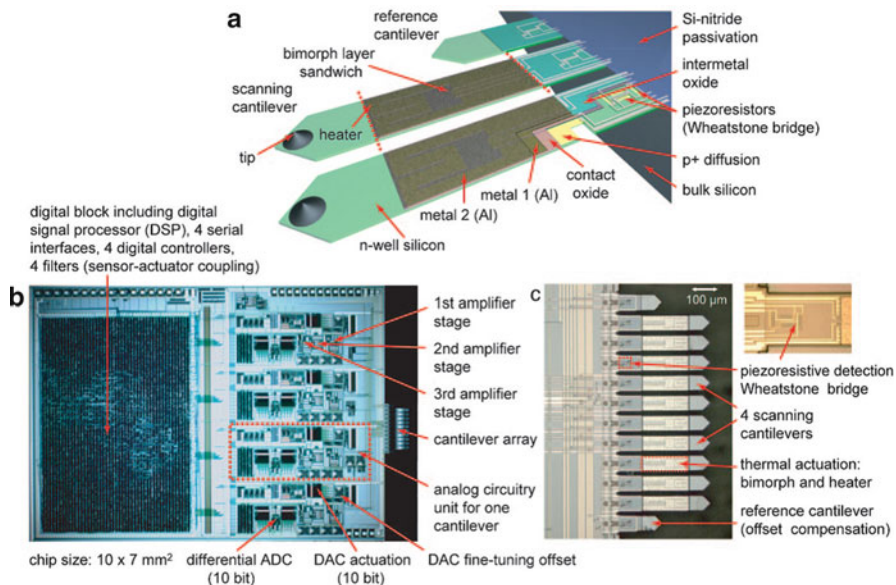 a
reference
cantilever
bimorph layer
sandwich
scanning
cantilever
heater
tip
Si-nitride
passivation
intermetal
oxide
piezoresistors
(Wheatstone bridge)
p+ diffusion
contact
oxide
bulk silicon
metal 1 (Al)
metal 2 (Al)
n-well silicon
digital block including digital
signal processor (DSP), 4 serial
interfaces, 4 digital controllers,
4 filters (sensor-actuator coupling)
b
1st amplifier
stage
2nd amplifier
stage
3rd amplifier
stage
cantilever array
analog circuitry
unit for one
cantilever
chip size: 10 x 7 mm²
differential ADC
(10 bit)
DAC actuation
(10 bit)
DAC fine-tuning offset
c
100 µm
piezoresistive detection
Wheatstone bridge
4 scanning
cantilevers
thermal actuation:
bimorph and heater
reference cantilever
(offset compensation)